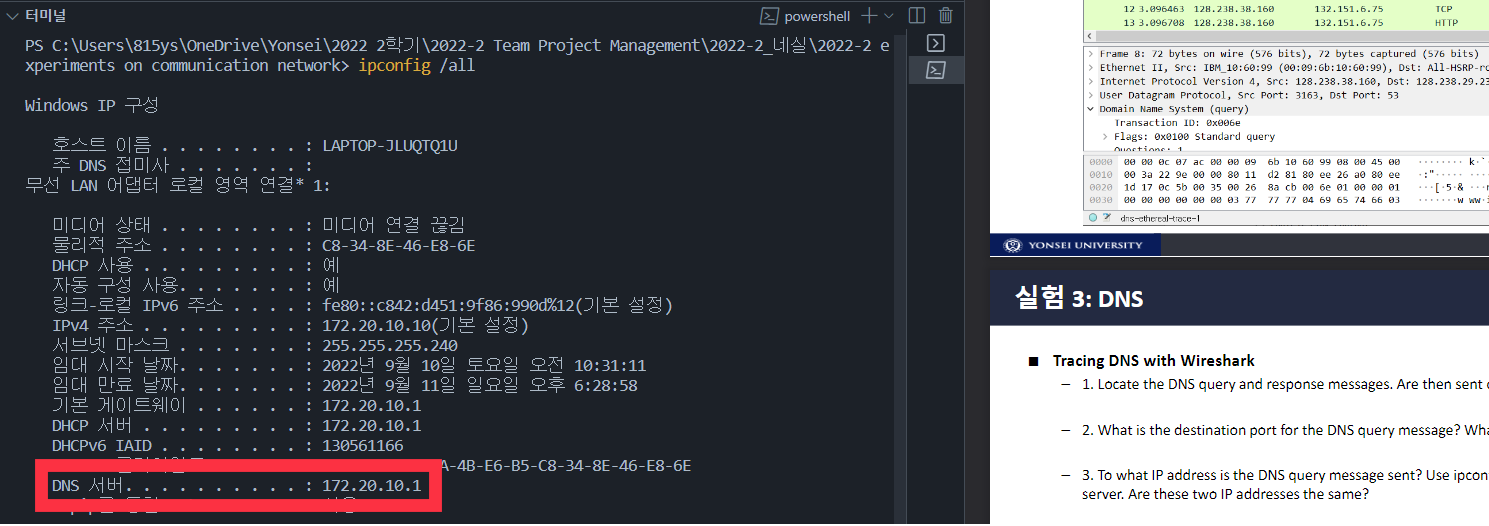 터미널
powershell
PS C:\Users\815ys\OneDrive\Yonsei\2022 2학기\2022-2 Team Project Management\2022-2_네실\2022-2 e
xperiments on communication network> ipconfig /all
Windows IP 구성
호스트 이름 . . . . . . . . : LAPTOP-JLUQTQ1U
주 DNS 접미사 . . . . . . . :
무선 LAN 어댑터 로컬 영역 연결* 1:
미디어 상태 . . . . . . . . : 미디어 연결 끊김
물리적 주소 . . . . . . . . : C8-34-8E-46-E8-6E
DHCP 사용 . . . . . . . . . : 예
자동 구성 사용. . . . . . . : 예
링크-로컬 IPv6 주소 . . . . : fe80::c842:d451:9f86:990d%12(기본 설정)
IPv4 주소 . . . . . . . . . : 172.20.10.10(기본 설정)
서브넷 마스크 . . . . . . . : 255.255.255.240
임대 시작 날짜. . . . . . . : 2022년 9월 10일 토요일 오전 10:31:11
임대 만료 날짜. . . . . . . : 2022년 9월 11일 일요일 오후 6:28:58
기본 게이트웨이 . . . . . . : 172.20.10.1
DHCP 서버 . . . . . . . . . : 172.20.10.1
DHCPv6 IAID . . . . . . . . : 130561166
A-4B-E6-B5-C8-34-8E-46-E8-6E
DNS 서버. . . . . . . . . . : 172.20.10.1
12 3.096463 128.238.38.160 132.151.6.75 TCP
13 3.096708 128.238.38.160 132.151.6.75 HTTP
Frame 8: 72 bytes on wire (576 bits), 72 bytes captured (576 bits)
Ethernet II, Src: IBM_10:60:99 (00:09:6b:10:60:99), Dst: All-HSRP-ro
Internet Protocol Version 4, Src: 128.238.38.160, Dst: 128.238.29.23
User Datagram Protocol, Src Port: 3163, Dst Port: 53
Domain Name System (query)
Transaction ID: 0x006e
Flags: 0x0100 Standard query
Questions: 1
0000 00 00 0c 07 ac 00 00 09 6b 10 60 99 08 00 45 00 ········ k·`·
0010 00 3a 22 9e 00 00 80 11 d2 81 80 ee 26 a0 80 ee ·:"·····
0020 1d 17 0c 5b 00 35 00 26 8a cb 00 6e 01 00 00 01 ···[·5·&
0030 00 00 00 00 00 00 03 77 77 77 04 69 65 74 66 03 ·······w ww·i
dns-ethereal-trace-1
YONSEI UNIVERSITY
실험 3: DNS
■ Tracing DNS with Wireshark
– 1. Locate the DNS query and response messages. Are then sent
– 2. What is the destination port for the DNS query message? Wha
– 3. To what IP address is the DNS query message sent? Use ipcon
server. Are these two IP addresses the same?